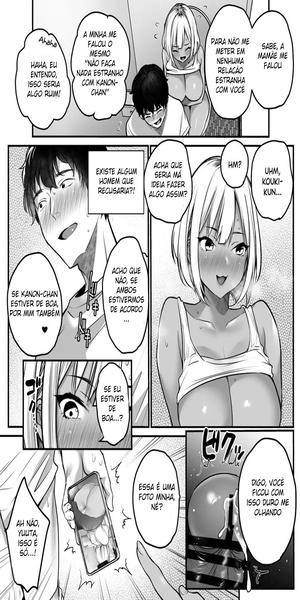 SABE, A
MAMÃE ME
FALOU
PARA NÃO ME
METER EM
NENHUMA
RELAÇÃO
ESTRANHA
COM VOCÊ
A MINHA ME
FALOU O
MESMO
"NÃO FAÇA
NADA ESTRANHO
COM KANON-
CHAN"
Ahaha
HAHA, EU
ENTENDO,
ISSO SERIA
ALGO RUIM!
UHM,
KOUKI-
KUN...
HM?
ACHA QUE
SERIA MÁ
IDEIA FAZER
ALGO ASSIM?
EXISTE ALGUM
HOMEM QUE
RECUSARIA?!
ACHO QUE
NÃO, SE
AMBOS
ESTIVERMOS
DE ACORDO
...
SE
KANON-CHAN
ESTIVER DE BOA,
POR MIM TAMBÉM
♥
SE EU
ESTIVER
DE
BOA...?
ビクッ
DIGO, VOCÊ
FICOU COM
ISSO DURO ME
OLHANDO
ESSA É UMA
FOTO MINHA,
NÉ?
AH NÃO,
YUUTA,
ISSO É
SÓ...!